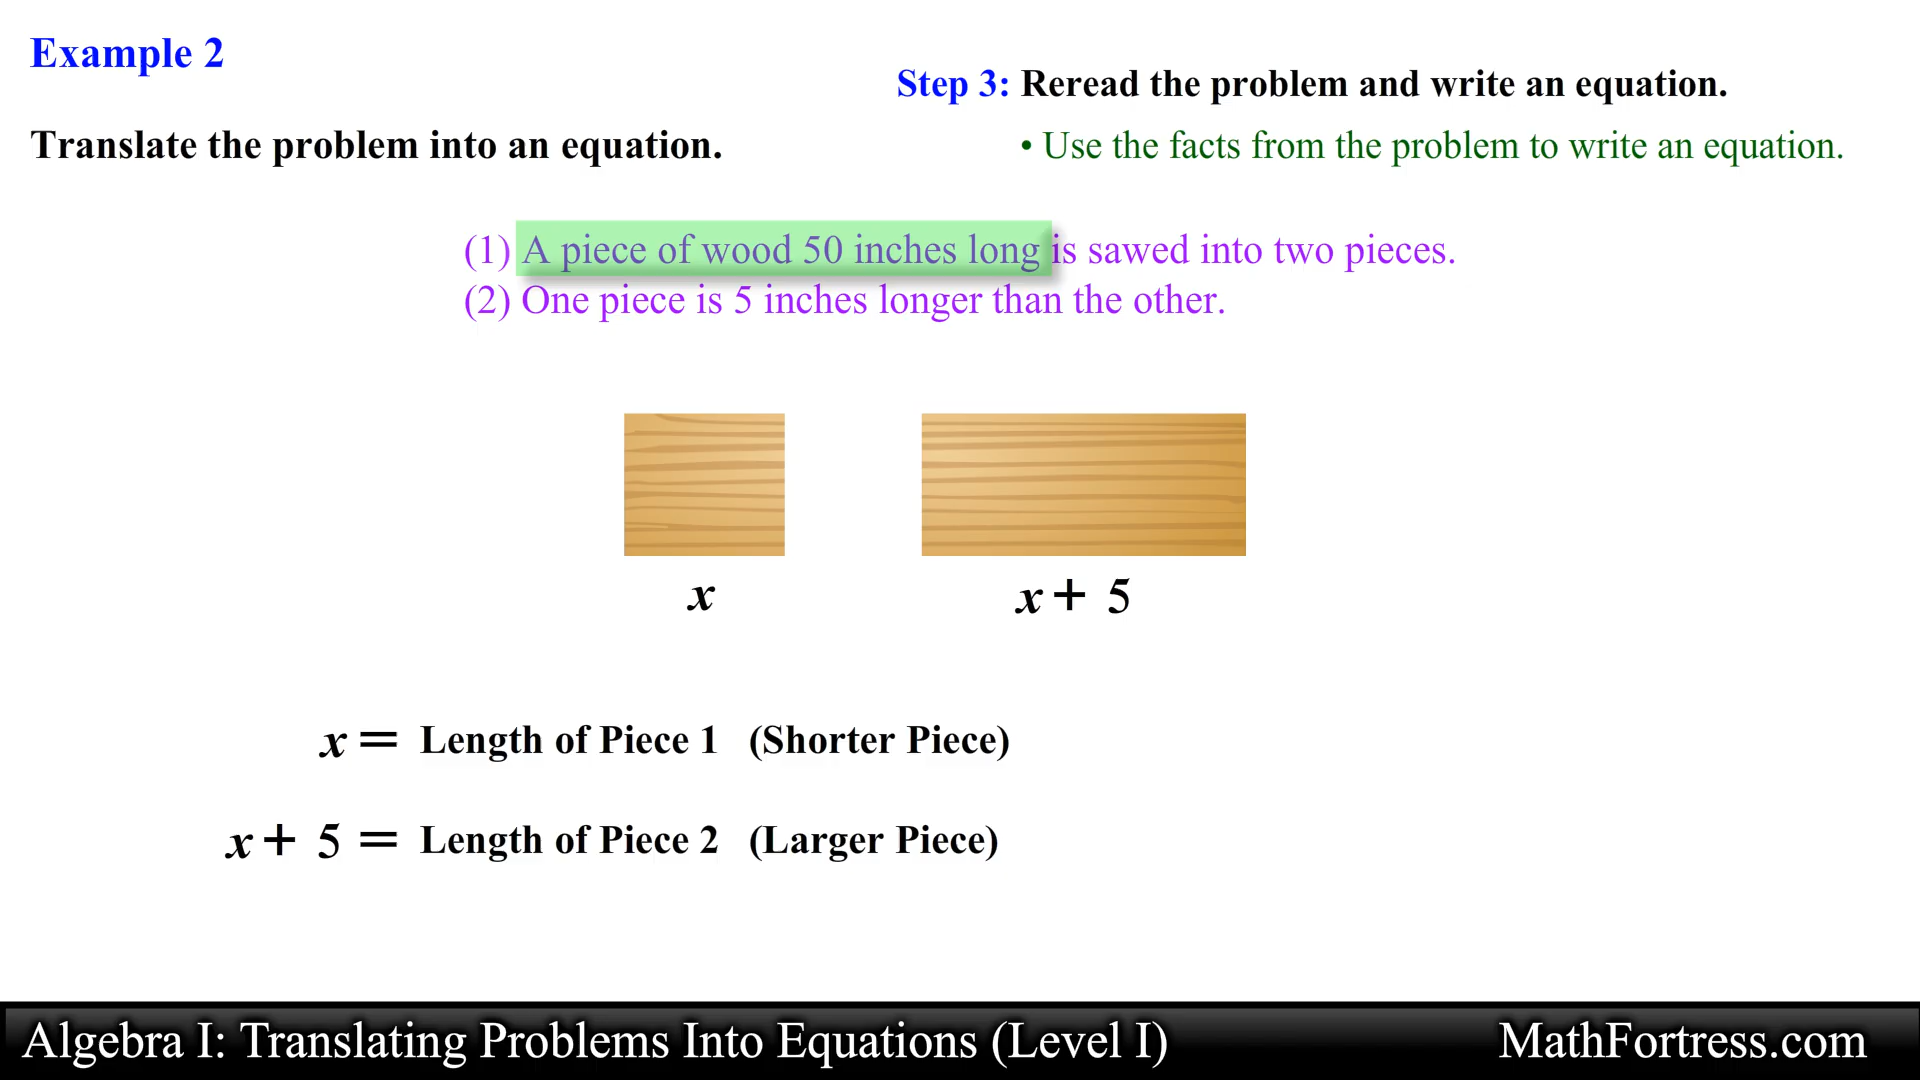 Example 2
Step 3: Reread the problem and write an equation.
Translate the problem into an equation.
• Use the facts from the problem to write an equation.
(1) A piece of wood 50 inches long is sawed into two pieces.
(2) One piece is 5 inches longer than the other.
x
x + 5
x = Length of Piece 1 (Shorter Piece)
x + 5 = Length of Piece 2 (Larger Piece)
Algebra I: Translating Problems Into Equations (Level I)
MathFortress.com